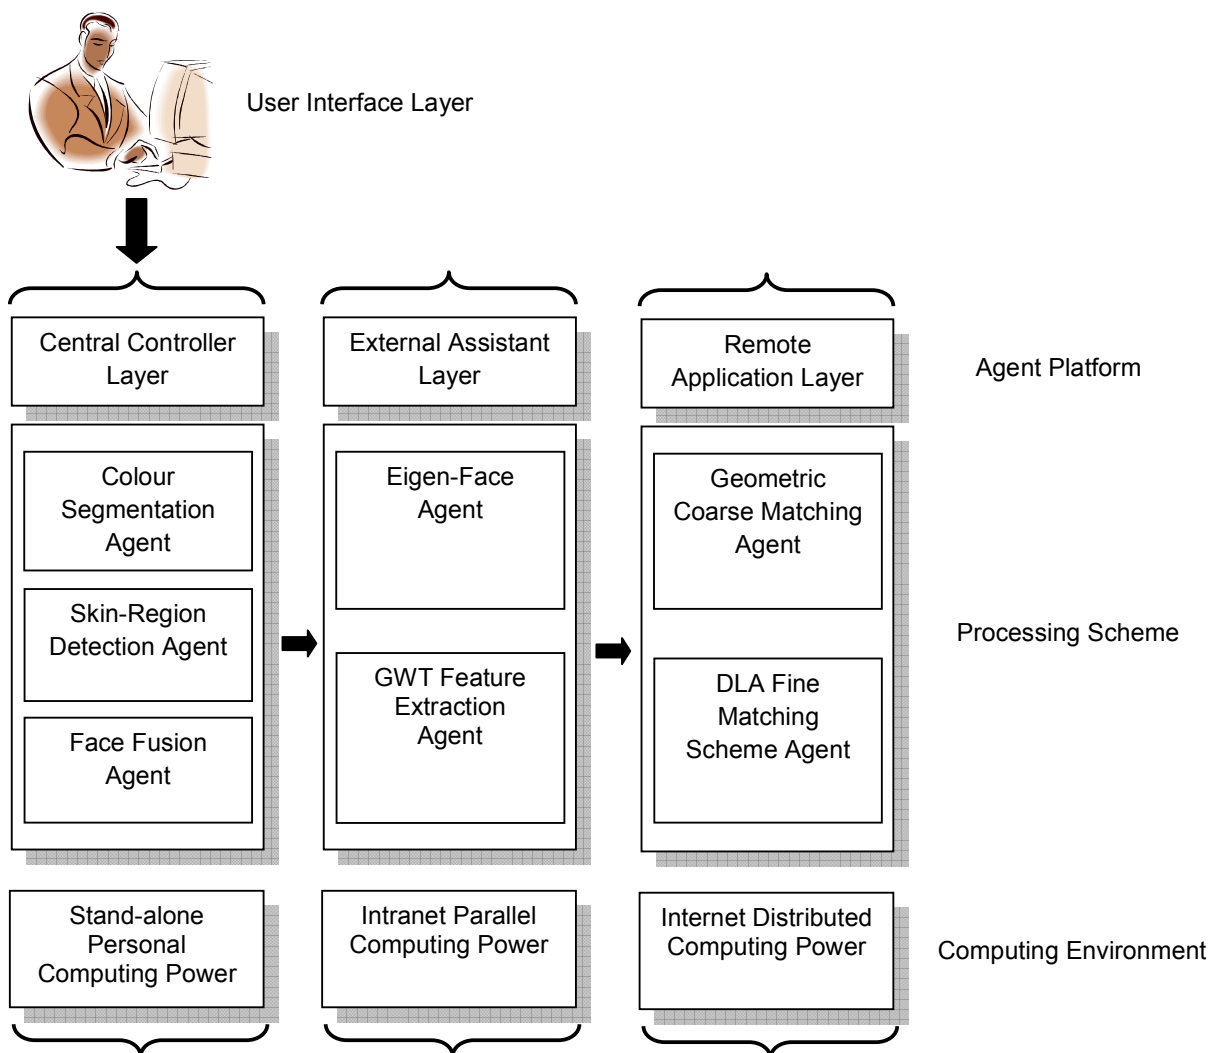 User Interface Layer
Central Controller
Layer
External Assistant
Layer
Remote
Application Layer
Agent Platform
Colour
Segmentation
Agent
Skin-Region
Detection Agent
Face Fusion
Agent
Eigen-Face
Agent
GWT Feature
Extraction
Agent
Geometric
Coarse Matching
Agent
DLA Fine
Matching
Scheme Agent
Processing Scheme
Stand-alone
Personal
Computing Power
Intranet Parallel
Computing Power
Internet Distributed
Computing Power
Computing Environment